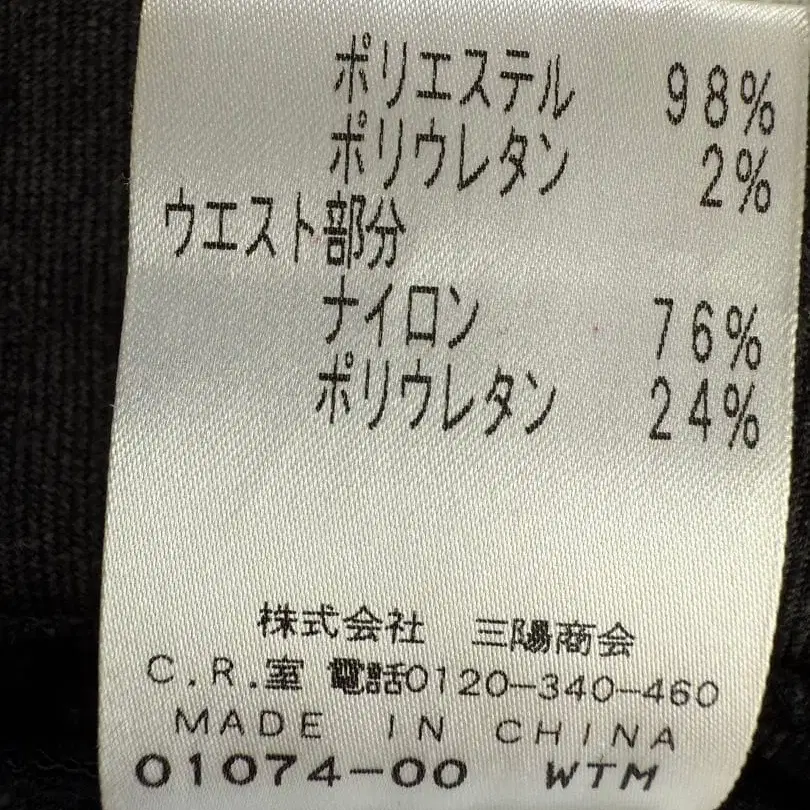 ポリエステル 98%
ポリウレタン 2%
ウエスト部分
ナイロン 76%
ポリウレタン 24%
株式会社 三陽商会
C.R.室 電話0120-340-460
MADE IN CHINA
01074-00 WTM